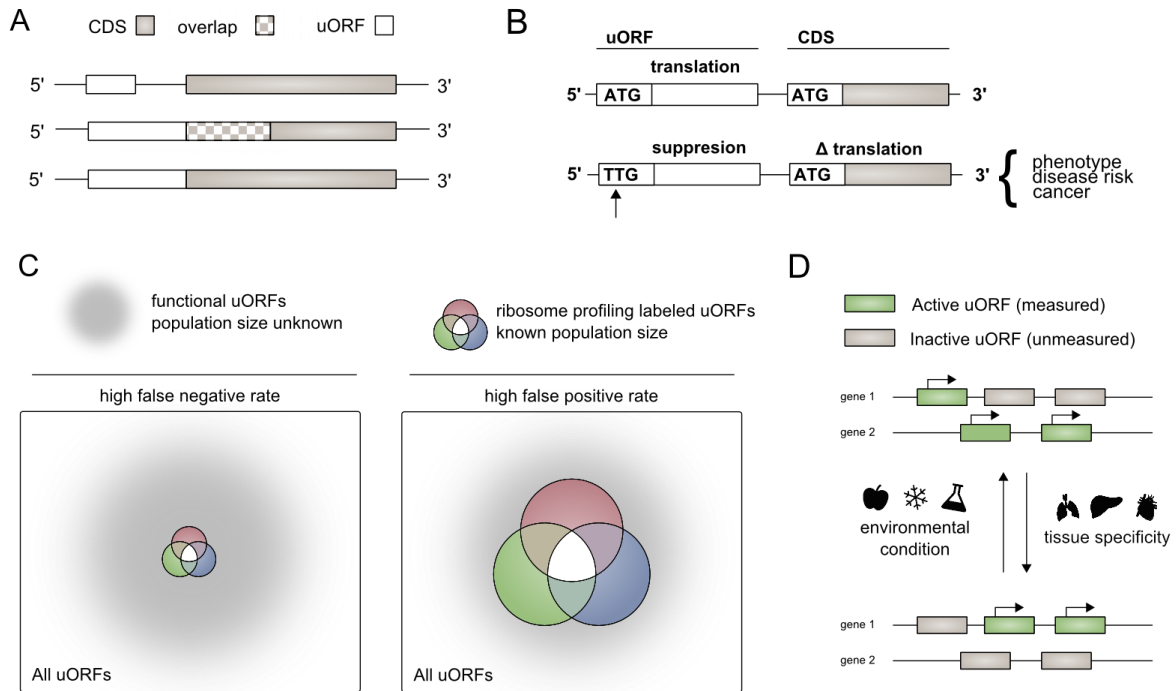 A
CDS overlap uORF
5' 3'
5' 3'
5' 3'
B
uORF CDS
translation
5' ATG ATG 3'
suppresion Δ translation
5' TTG ATG 3'
{ phenotype
disease risk
cancer
C
functional uORFs
population size unknown
ribosome profiling labeled uORFs
known population size
high false negative rate
high false positive rate
All uORFs
All uORFs
D
Active uORF (measured)
Inactive uORF (unmeasured)
gene 1
gene 2
environmental
condition
tissue specificity
gene 1
gene 2